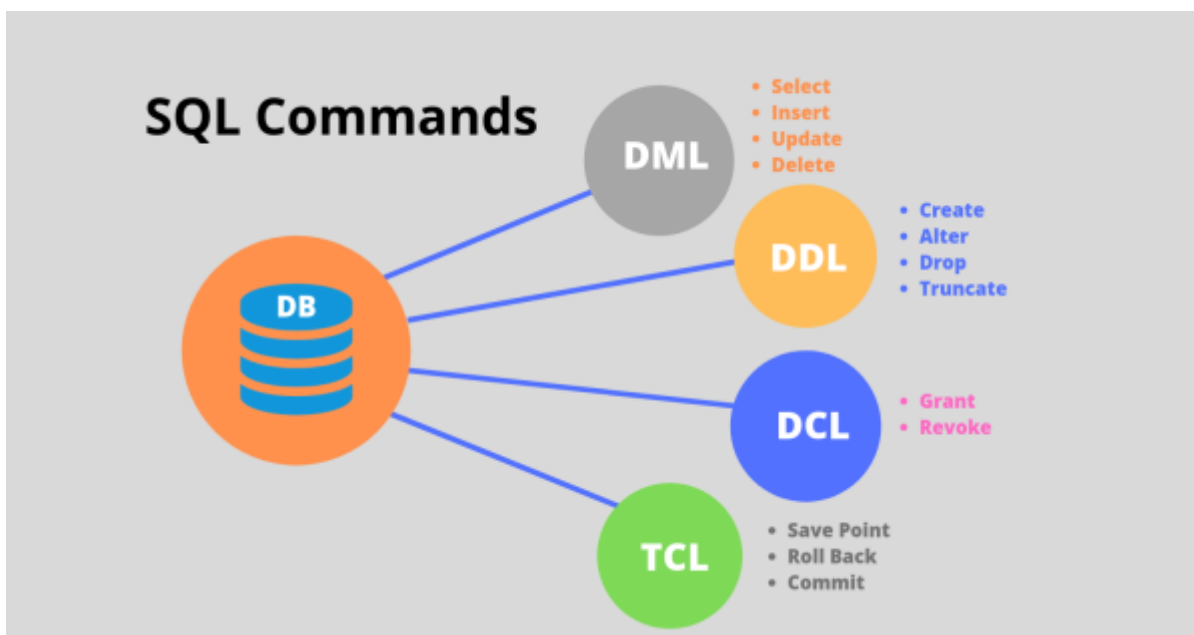 SQL Commands
DML
• Select
• Insert
• Update
• Delete
DDL
• Create
• Alter
• Drop
• Truncate
DB
DCL
• Grant
• Revoke
TCL
• Save Point
• Roll Back
• Commit